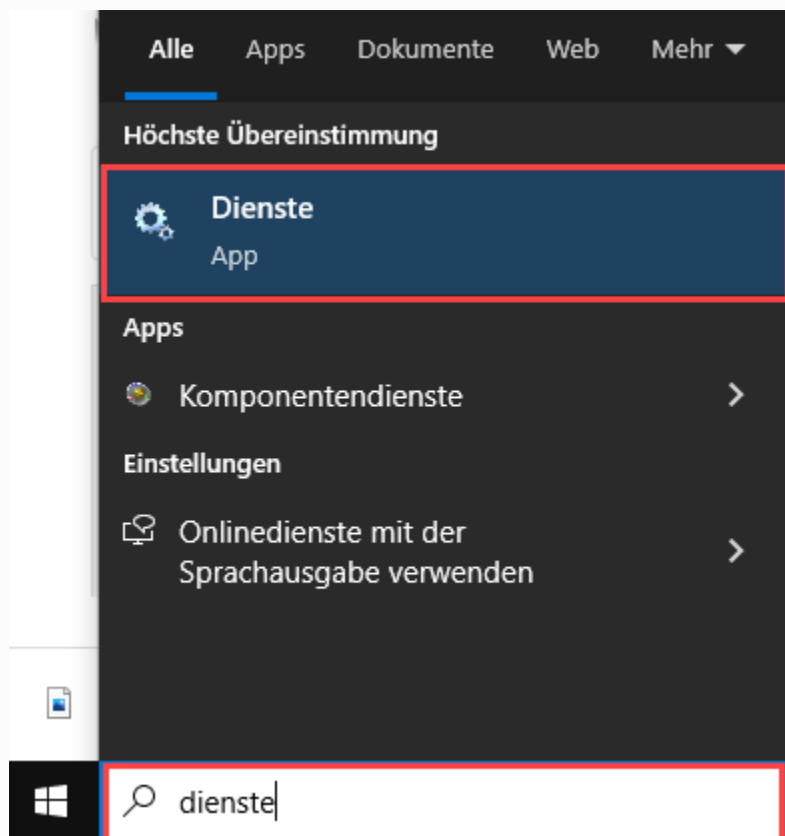 Alle Apps Dokumente Web Mehr
Höchste Übereinstimmung
Dienste
App
Apps
Komponentendienste
Einstellungen
Onlinedienste mit der
Sprachausgabe verwenden
dienste